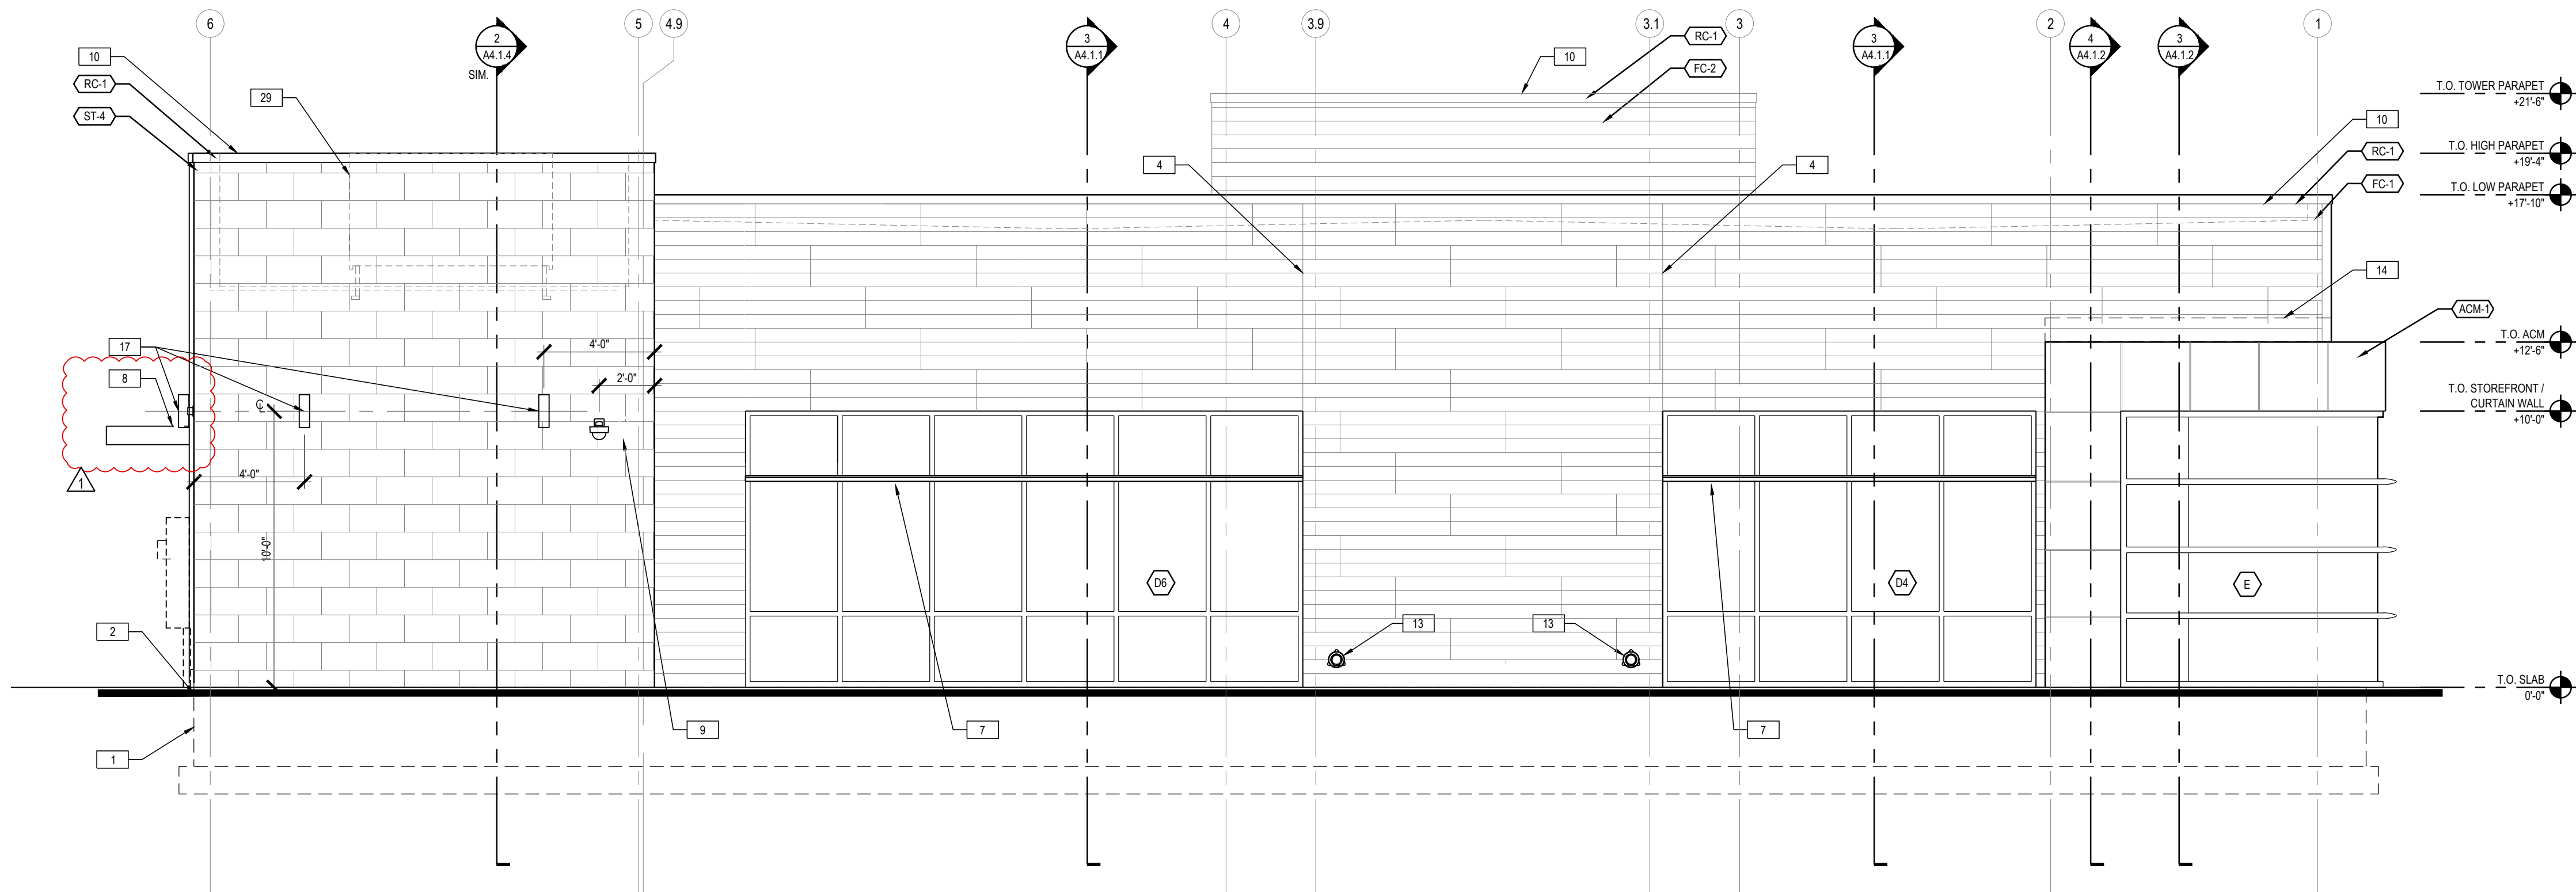 6
5
4.9
4
3.9
3.1
3
2
1
2
A4.1.4
SIM.
3
A4.1.1
3
A4.1.1
4
A4.1.2
3
A4.1.2
10
RC-1
ST-4
29
RC-1
10
FC-2
4
4
T.O. TOWER PARAPET
+21'-6"
10
T.O. HIGH PARAPET
+19'-4"
RC-1
FC-1
T.O. LOW PARAPET
+17'-10"
14
ACM-1
T.O. ACM
+12'-6"
T.O. STOREFRONT /
CURTAIN WALL
+10'-0"
17
8
4'-0"
2'-0"
℄
4'-0"
1
10'-0"
D6
D4
E
2
13
13
T.O. SLAB
0'-0"
9
7
7
1